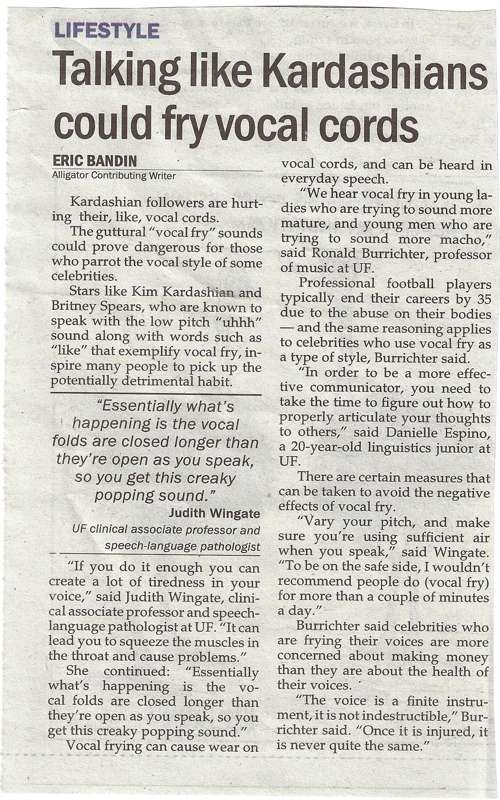 LIFESTYLE
Talking like Kardashians
could fry vocal cords
ERIC BANDIN
Alligator Contributing Writer
Kardashian followers are hurt-
ing their, like, vocal cords.
The guttural “vocal fry” sounds
could prove dangerous for those
who parrot the vocal style of some
celebrities.
Stars like Kim Kardashian and
Britney Spears, who are known to
speak with the low pitch “uhhh”
sound along with words such as
“like” that exemplify vocal fry, in-
spire many people to pick up the
potentially detrimental habit.
“Essentially what’s
happening is the vocal
folds are closed longer than
they’re open as you speak,
so you get this creaky
popping sound.”
Judith Wingate
UF clinical associate professor and
speech-language pathologist
“If you do it enough you can
create a lot of tiredness in your
voice,” said Judith Wingate, clini-
cal associate professor and speech-
language pathologist at UF. “It can
lead you to squeeze the muscles in
the throat and cause problems.”
She continued: “Essentially
what’s happening is the vo-
cal folds are closed longer than
they’re open as you speak, so you
get this creaky popping sound.”
Vocal frying can cause wear on
vocal cords, and can be heard in
everyday speech.
“We hear vocal fry in young la-
dies who are trying to sound more
mature, and young men who are
trying to sound more macho,”
said Ronald Burrichter, professor
of music at UF.
Professional football players
typically end their careers by 35
due to the abuse on their bodies
— and the same reasoning applies
to celebrities who use vocal fry as
a type of style, Burrichter said.
“In order to be a more effec-
tive communicator, you need to
take the time to figure out how to
properly articulate your thoughts
to others,” said Danielle Espino,
a 20-year-old linguistics junior at
UF.
There are certain measures that
can be taken to avoid the negative
effects of vocal fry.
“Vary your pitch, and make
sure you’re using sufficient air
when you speak,” said Wingate.
“To be on the safe side, I wouldn’t
recommend people do (vocal fry)
for more than a couple of minutes
a day.”
Burrichter said celebrities who
are frying their voices are more
concerned about making money
than they are about the health of
their voices.
“The voice is a finite instru-
ment, it is not indestructible,” Bur-
richter said. “Once it is injured, it
is never quite the same.”